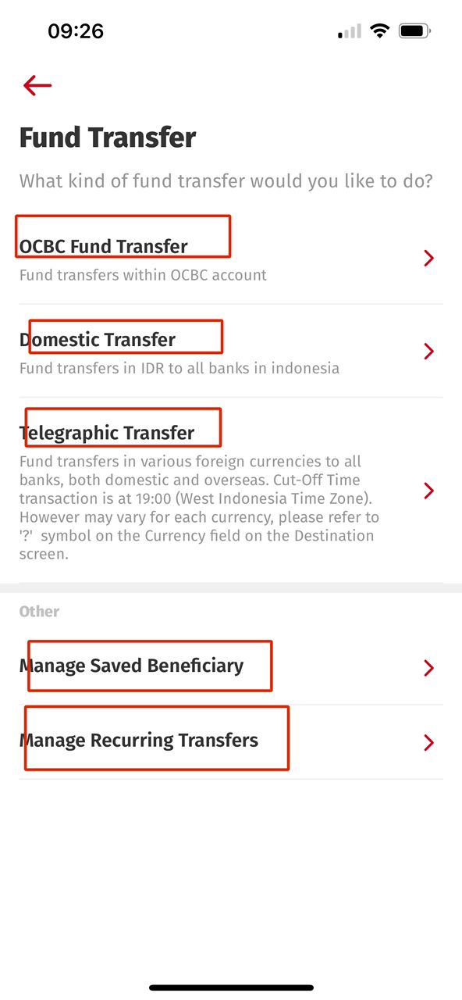 09:26
Fund Transfer
What kind of fund transfer would you like to do?
OCBC Fund Transfer
Fund transfers within OCBC account
Domestic Transfer
Fund transfers in IDR to all banks in indonesia
Telegraphic Transfer
Fund transfers in various foreign currencies to all
banks, both domestic and overseas. Cut-Off Time
transaction is at 19:00 (West Indonesia Time Zone).
However may vary for each currency, please refer to
'?'  symbol on the Currency field on the Destination
screen.
Other
Manage Saved Beneficiary
Manage Recurring Transfers